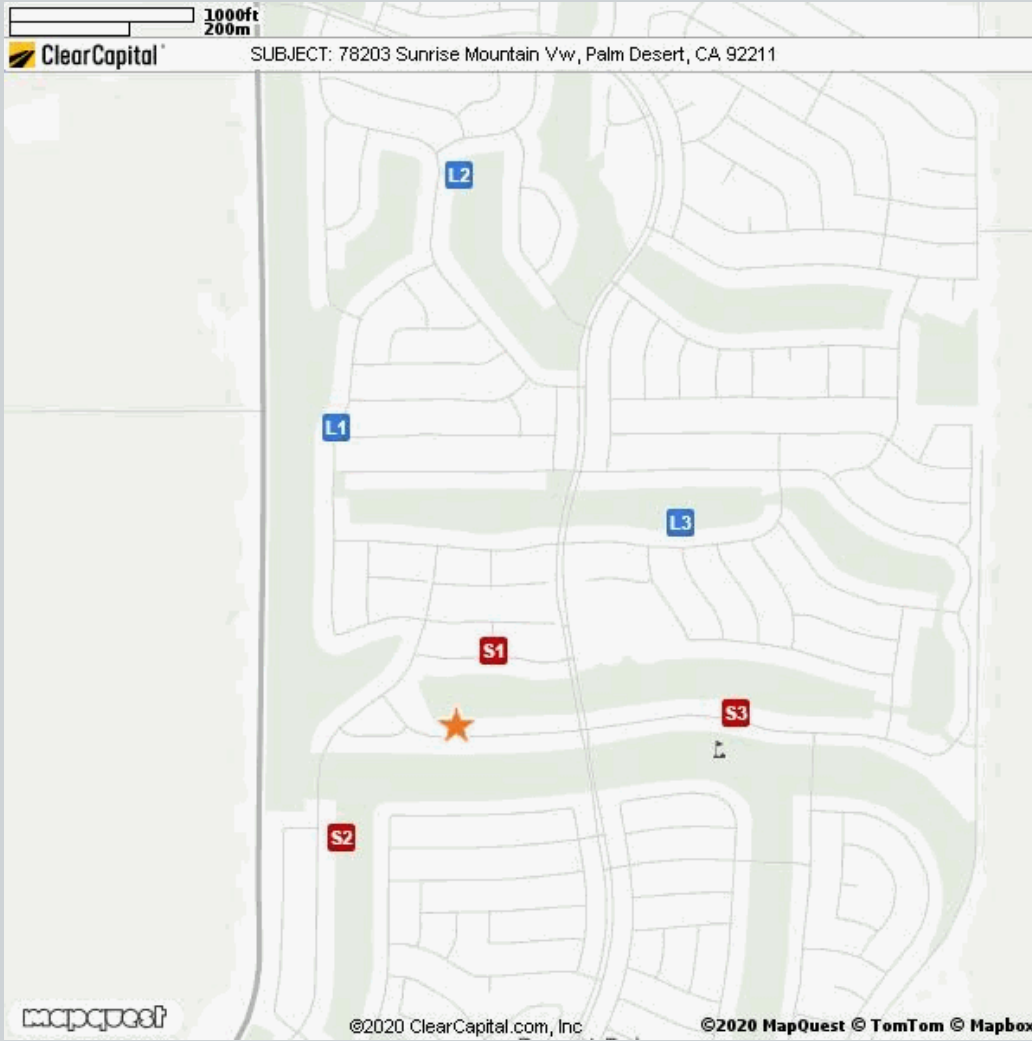 1000ft
200m
ClearCapital SUBJECT: 78203 Sunrise Mountain Vw, Palm Desert, CA 92211
L2
L1
L3
S1
S3
S2
mapquest ©2020 ClearCapital.com, Inc ©2020 MapQuest © TomTom © Mapbox